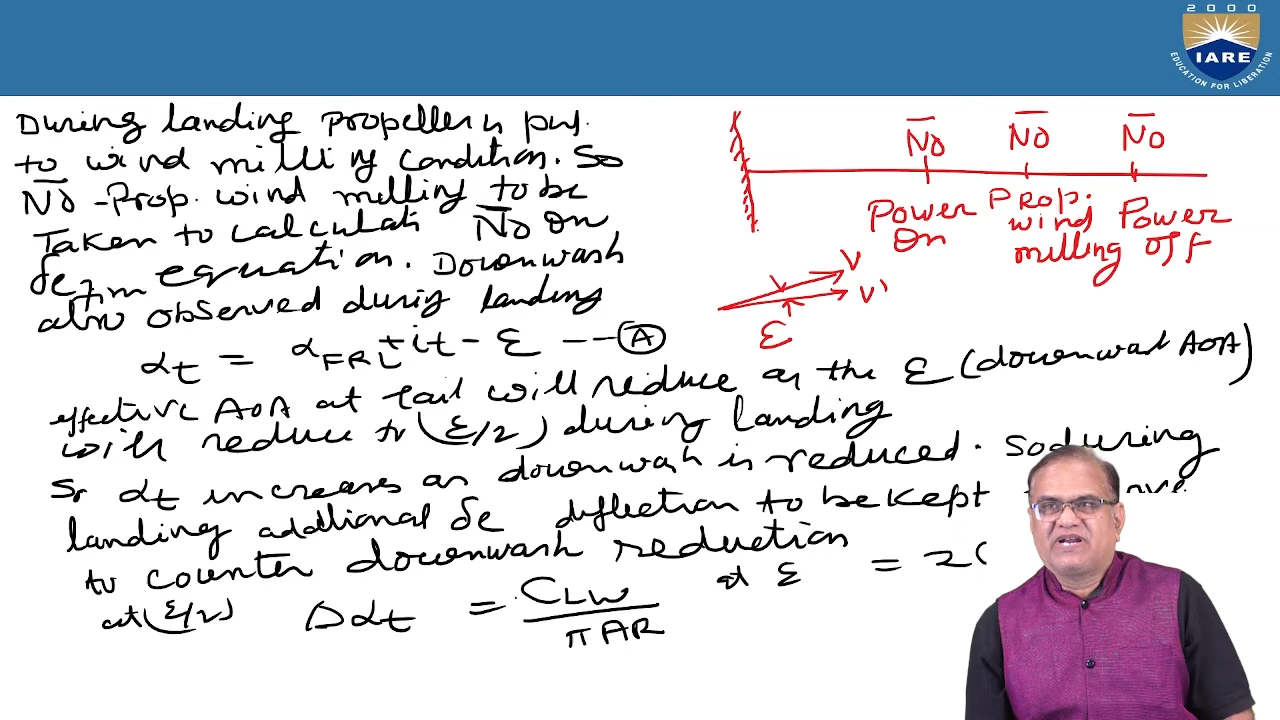 2000
IARE
EDUCATION FOR LIBERATION
During landing propeller is put
to wind milling condition. So
N̅o - Prop. wind milling to be
Taken to calculate N̅o on
δe trim equation. Downwash
also observed during landing
αt = αFRL + it - ε --- (A)
effective AoA at tail will reduce as the ε (downwash AOA)
will reduce to (ε/2) during landing
So αt increases as downwash is reduced. So during
landing additional δe deflection to be kept
to counter downwash reduction
at (ε/2) Δαt = CLW / πAR at ε = 2(
N̅o N̅o N̅o
Power On
Prop. wind milling
Power Off
V
V'
ε